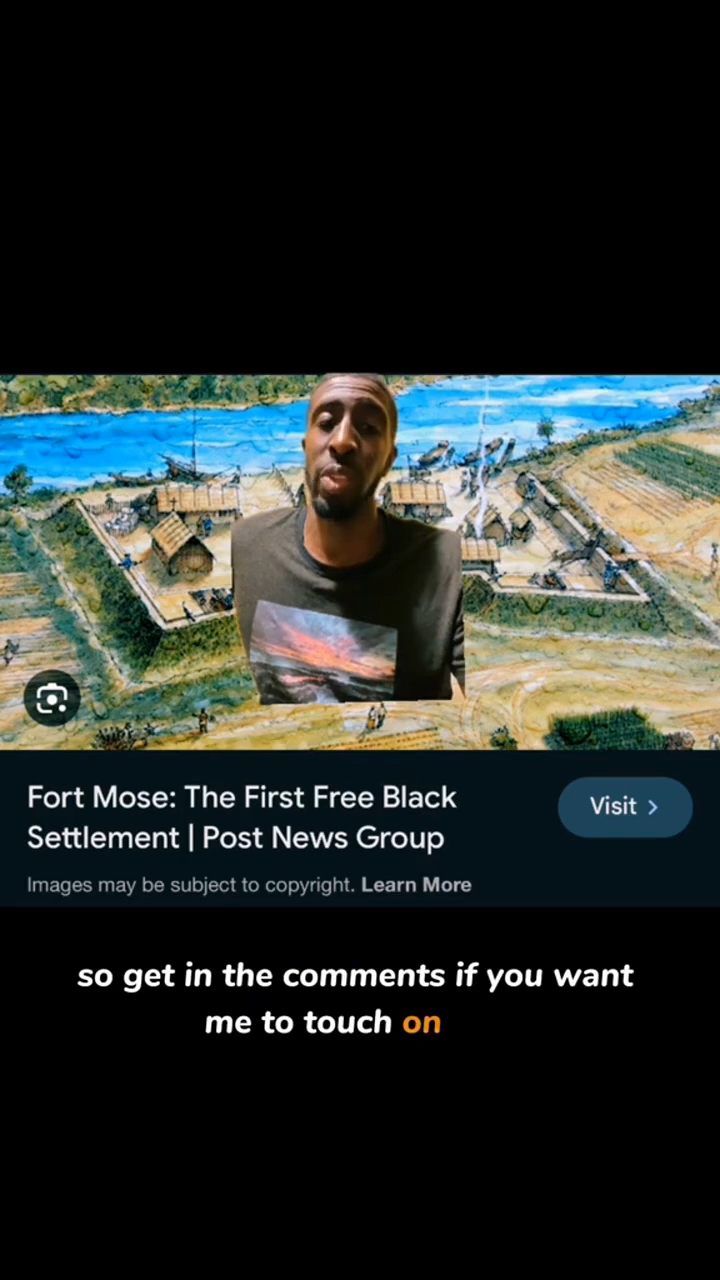 Fort Mose: The First Free Black
Settlement | Post News Group
Visit >
Images may be subject to copyright. Learn More
so get in the comments if you want
me to touch on